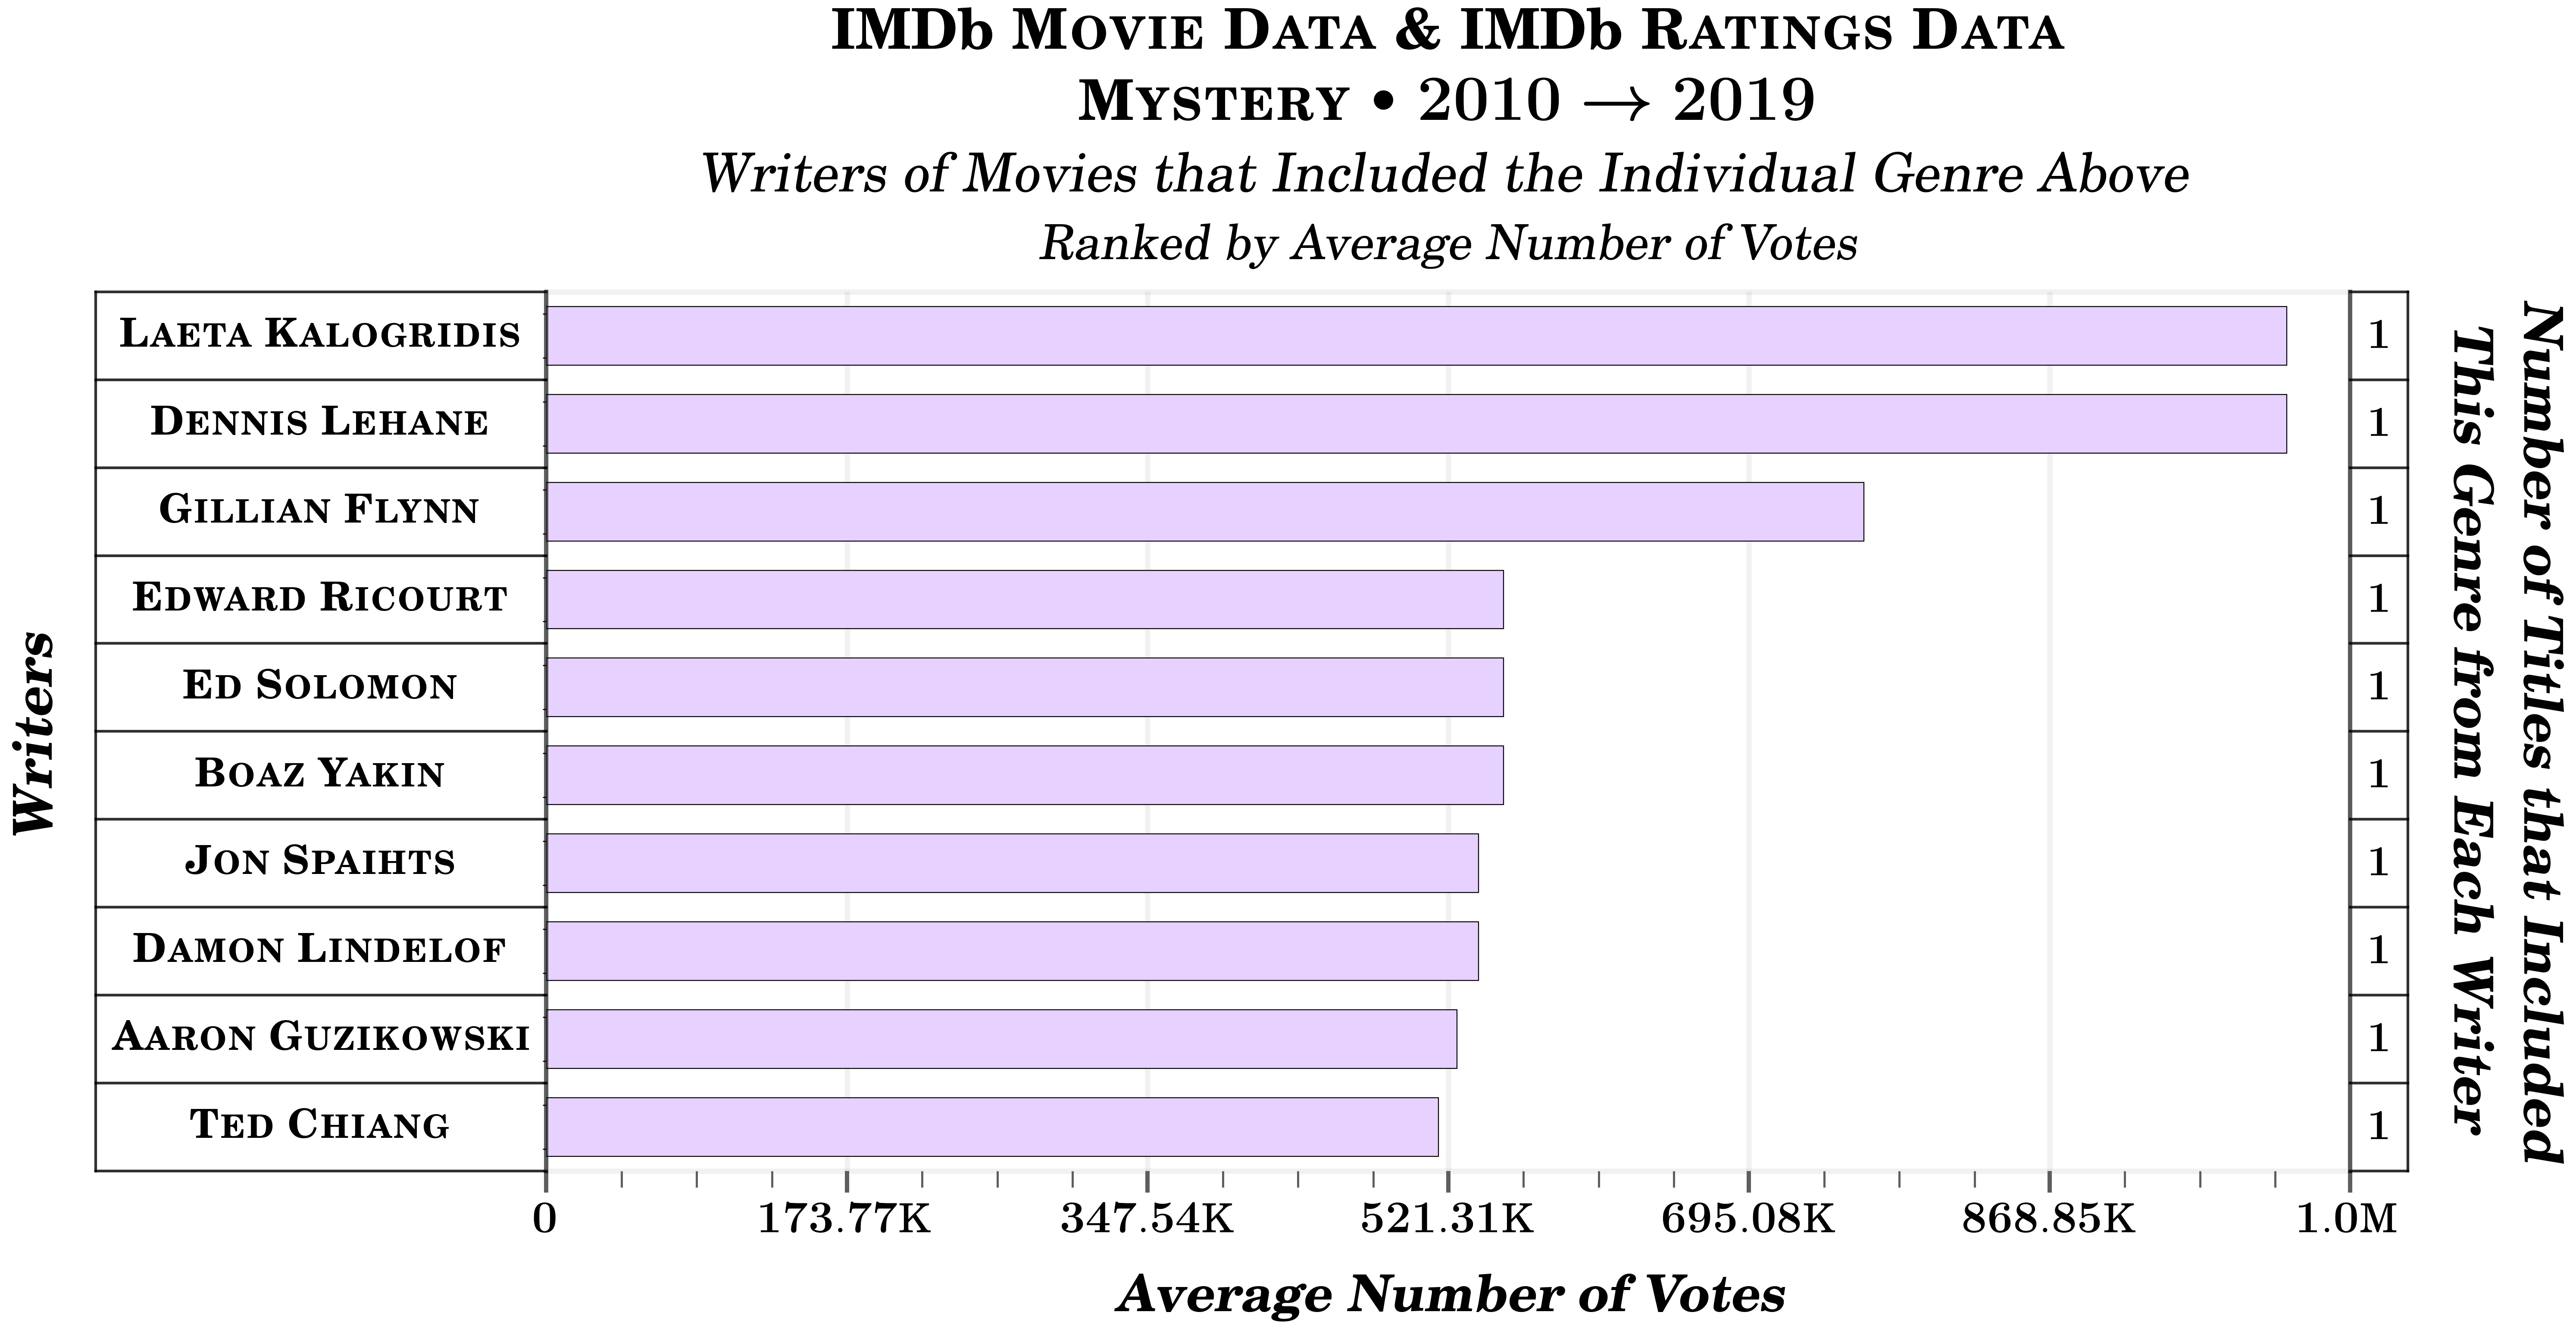 IMDb Movie Data & IMDb Ratings Data
Mystery • 2010 → 2019
Writers of Movies that Included the Individual Genre Above
Ranked by Average Number of Votes
Writers
Laeta Kalogridis 1
Dennis Lehane 1
Gillian Flynn 1
Edward Ricourt 1
Ed Solomon 1
Boaz Yakin 1
Jon Spaihts 1
Damon Lindelof 1
Aaron Guzikowski 1
Ted Chiang 1
Number of Titles that Included
This Genre from Each Writer
0 173.77K 347.54K 521.31K 695.08K 868.85K 1.0M
Average Number of Votes